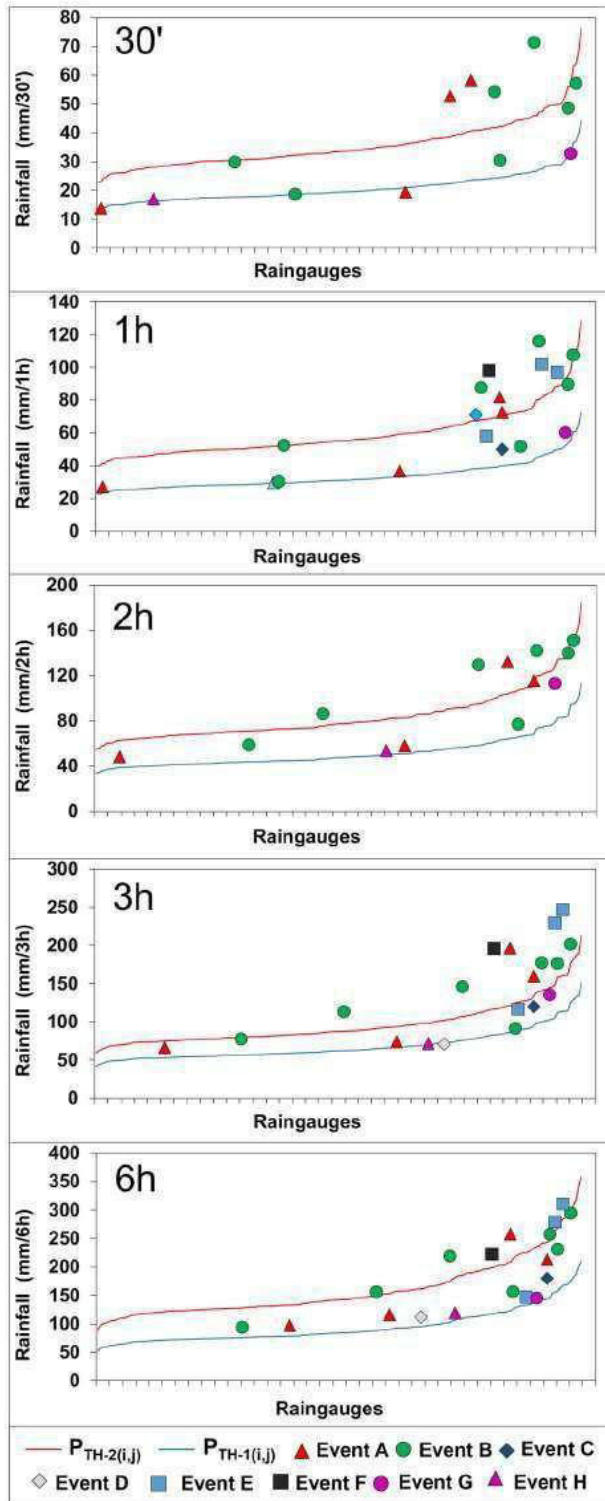 30'
Rainfall (mm/30')
80
70
60
50
40
30
20
10
0
Raingauges
1h
Rainfall (mm/1h)
140
120
100
80
60
40
20
0
Raingauges
2h
Rainfall (mm/2h)
200
160
120
80
40
0
Raingauges
3h
Rainfall (mm/3h)
300
250
200
150
100
50
0
Raingauges
6h
Rainfall (mm/6h)
400
350
300
250
200
150
100
50
0
Raingauges
PTH-2(i,j) PTH-1(i,j) Event A Event B Event C
Event D Event E Event F Event G Event H